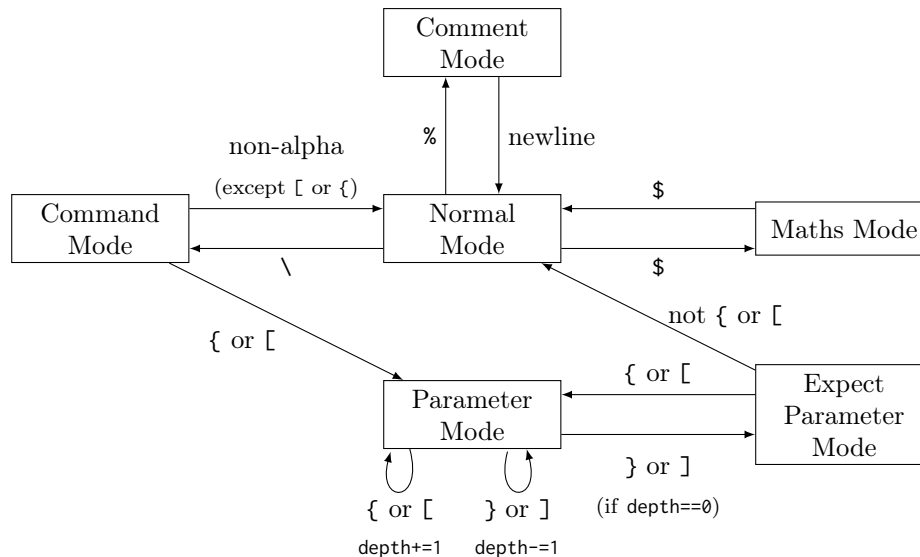 Comment
Mode
%
newline
non-alpha
(except [ or {)
$
Command
Mode
Normal
Mode
Maths Mode
\
$
not { or [
{ or [
{ or [
Parameter
Mode
Expect
Parameter
Mode
} or ]
(if depth==0)
{ or [
depth+=1
} or ]
depth-=1